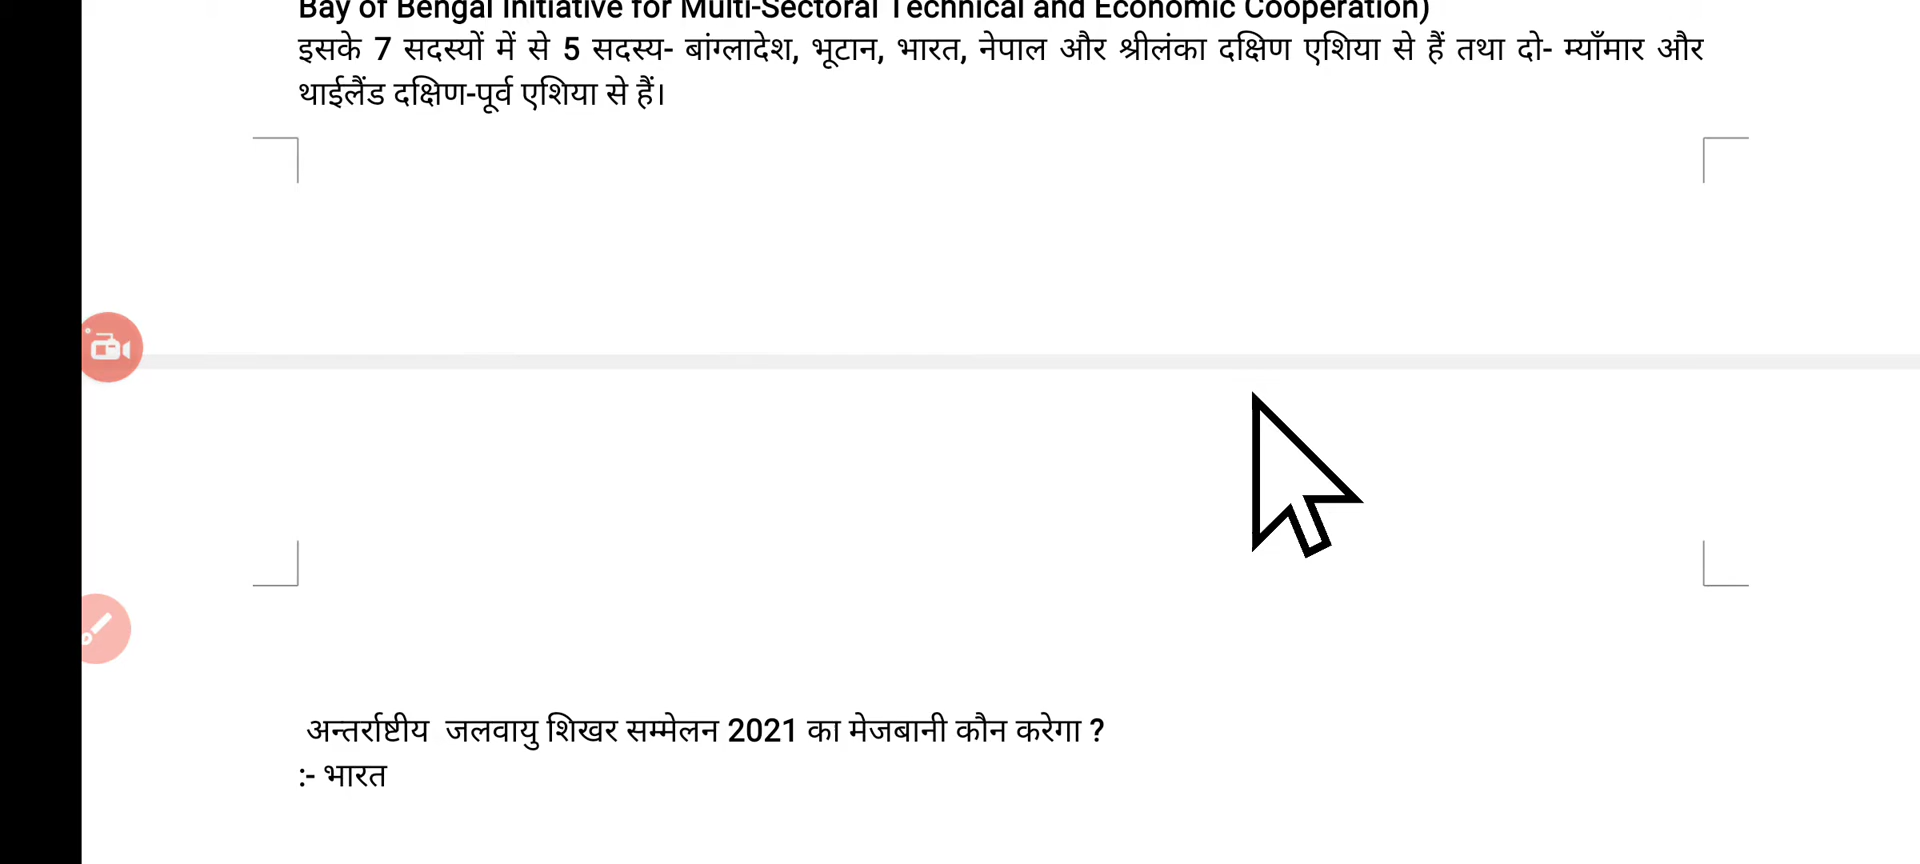 Bay of Bengal Initiative for Multi-Sectoral Technical and Economic Cooperation)
इसके 7 सदस्यों में से 5 सदस्य- बांग्लादेश, भूटान, भारत, नेपाल और श्रीलंका दक्षिण एशिया से हैं तथा दो- म्याँमार और
थाईलैंड दक्षिण-पूर्व एशिया से हैं।
अन्तर्राष्टीय जलवायु शिखर सम्मेलन 2021 का मेजबानी कौन करेगा ?
:- भारत